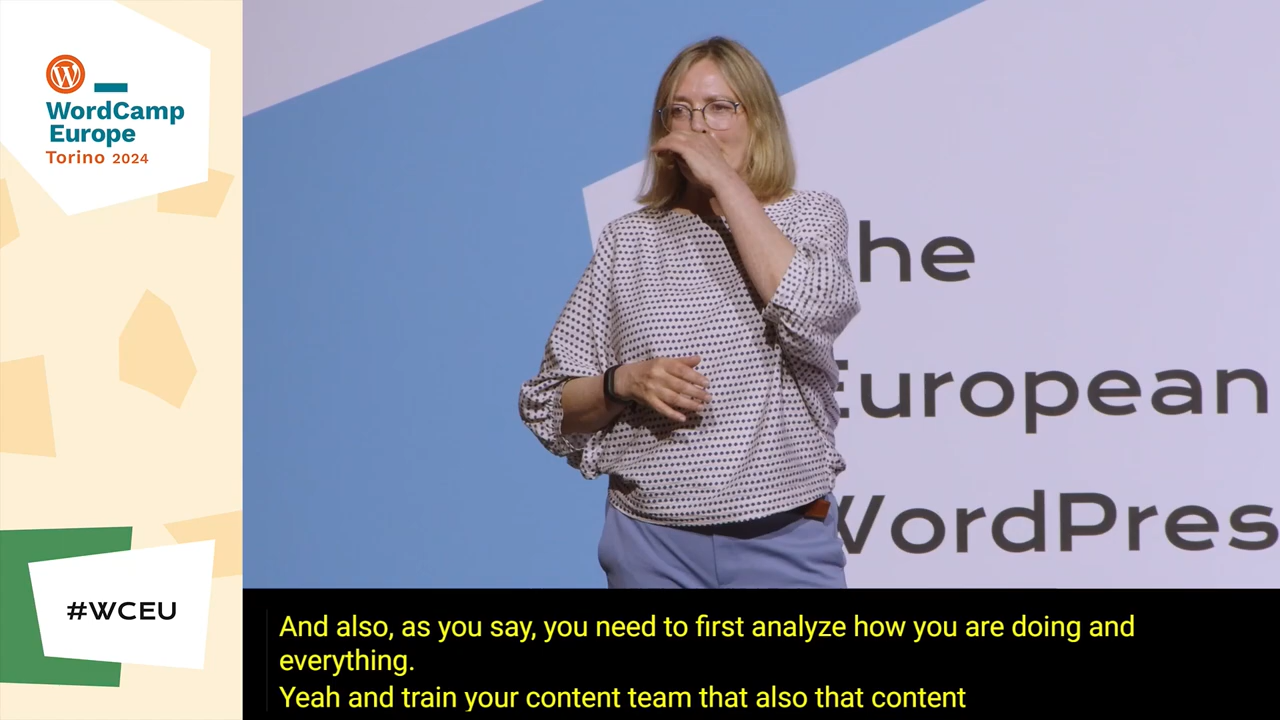 WordCamp
Europe
Torino 2024
he
European
WordPres
#WCEU
And also, as you say, you need to first analyze how you are doing and
everything.
Yeah and train your content team that also that content